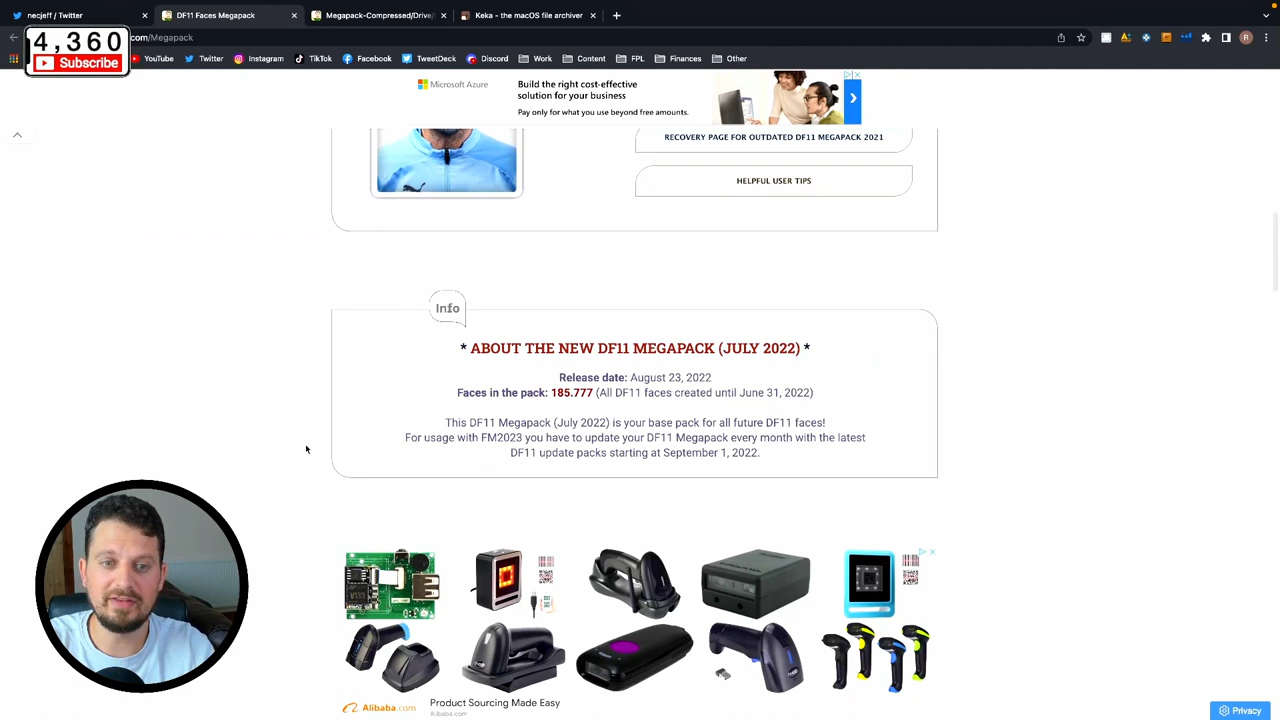 necjeff / Twitter
DF11 Faces Megapack
Megapack-Compressed/Drive/
Keka - the macOS file archiver
com/Megapack
4,360
Subscribe
YouTube
Twitter
Instagram
TikTok
Facebook
TweetDeck
Discord
Work
Content
FPL
Finances
Other
Microsoft Azure
Build the right cost-effective
solution for your business
Pay only for what you use beyond free amounts.
RECOVERY PAGE FOR OUTDATED DF11 MEGAPACK 2021
HELPFUL USER TIPS
Info
* ABOUT THE NEW DF11 MEGAPACK (JULY 2022) *
Release date: August 23, 2022
Faces in the pack: 185.777 (All DF11 faces created until June 31, 2022)
This DF11 Megapack (July 2022) is your base pack for all future DF11 faces!
For usage with FM2023 you have to update your DF11 Megapack every month with the latest
DF11 update packs starting at September 1, 2022.
Alibaba.com
Product Sourcing Made Easy
Alibaba.com
Privacy